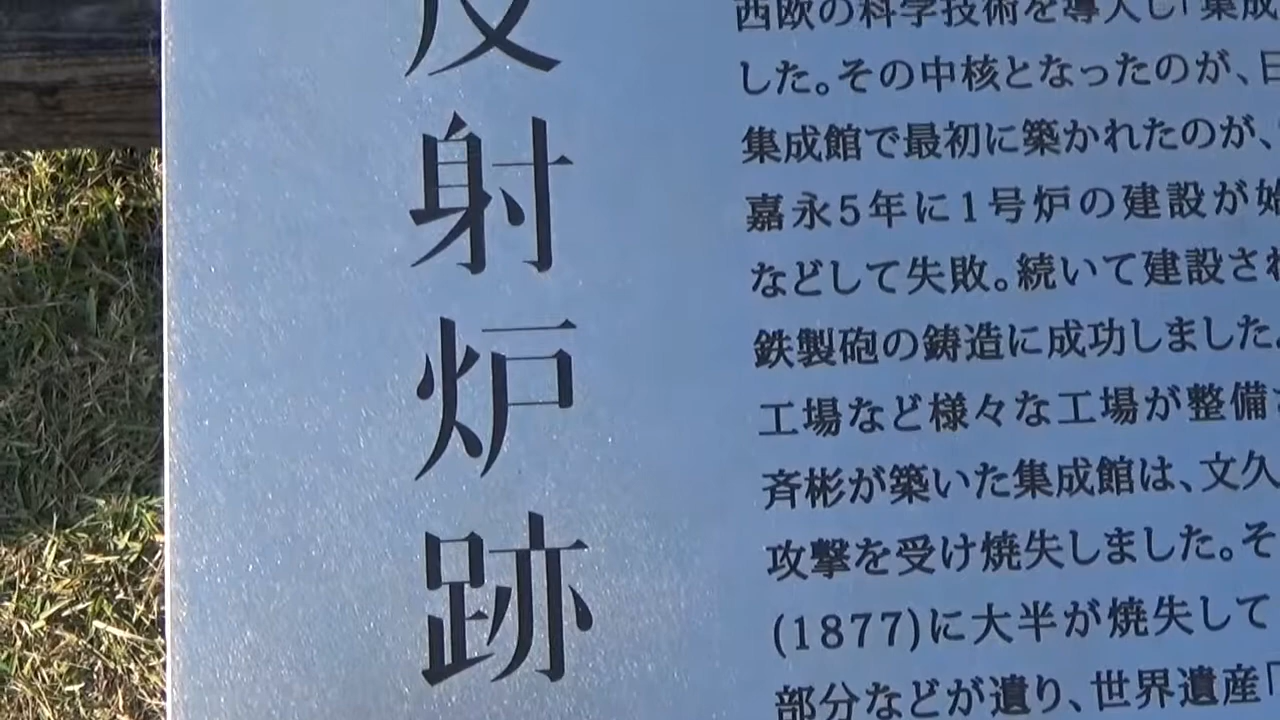 反射炉跡
西欧の科学技術を導入し「集成
した。その中核となったのが、日
集成館で最初に築かれたのが、
嘉永5年に1号炉の建設が始
などして失敗。続いて建設され
鉄製砲の鋳造に成功しました。
工場など様々な工場が整備さ
斉彬が築いた集成館は、文久
攻撃を受け焼失しました。そ
(1877)に大半が焼失して
部分などが遺り、世界遺産「